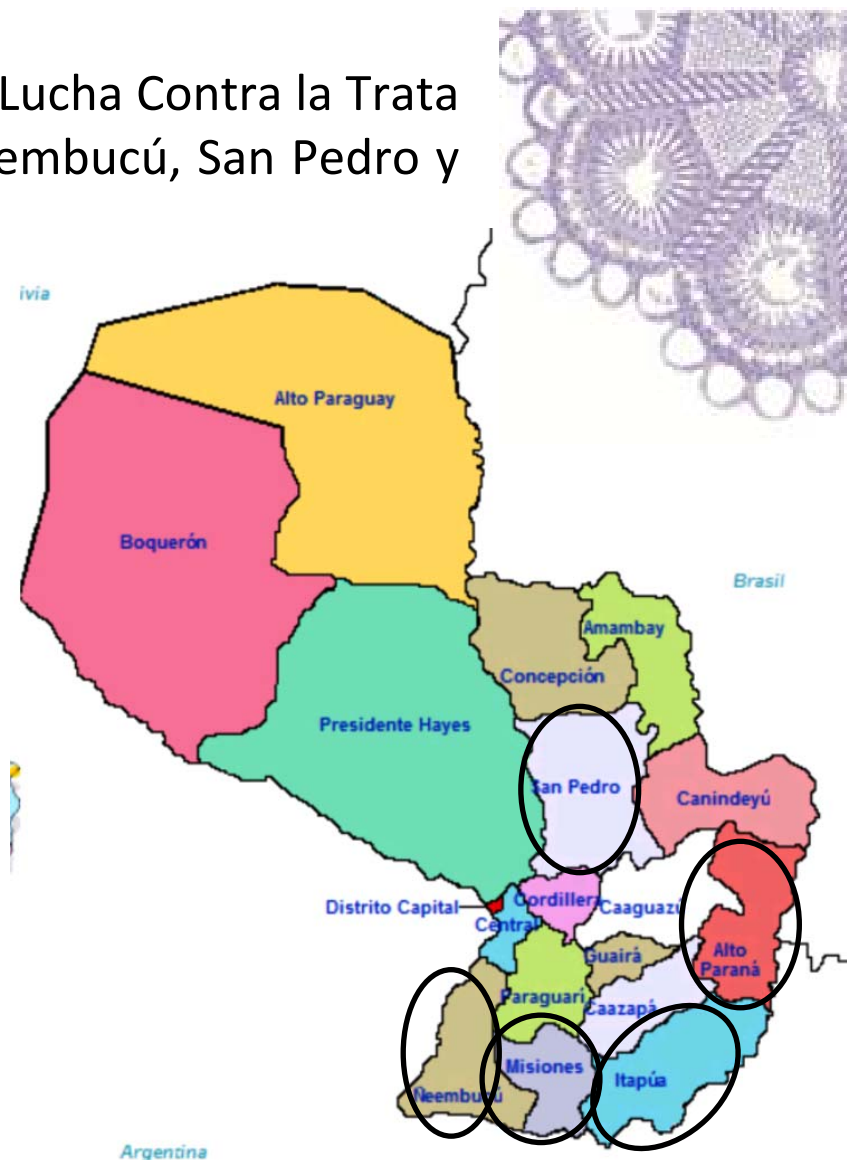 Lucha Contra la Trata
embucú, San Pedro y
ivia
Alto Paraguay
Boquerón
Brasil
Amambay
Concepción
Presidente Hayes
San Pedro
Canindeyú
Distrito Capital
Cordillera
Caaguazú
Central
Guairá
Alto
Paraná
Paraguarí
Caazapá
Misiones
Itapúa
Ñeembucú
Argentina